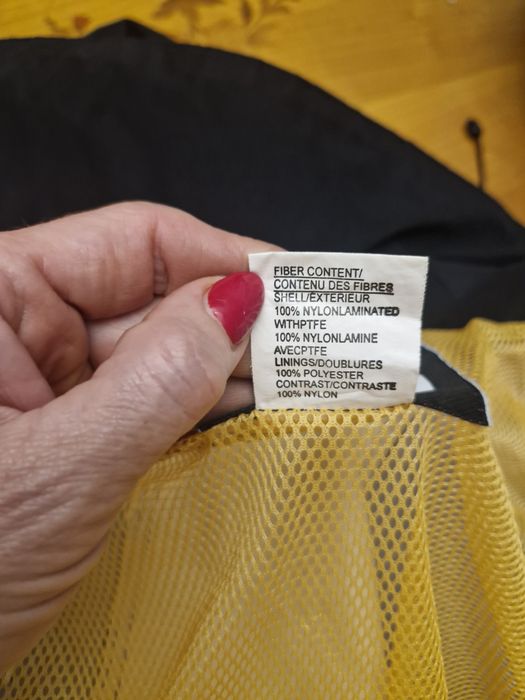 FIBER CONTENT/
CONTENU DES FIBRES
SHELL/EXTERIEUR
100% NYLONLAMINATED
WITHPTFE
100% NYLONLAMINE
AVECPTFE
LININGS/DOUBLURES
100% POLYESTER
CONTRAST/CONTRASTE
100% NYLON